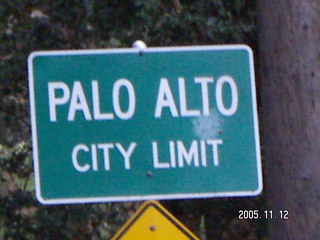 PALO ALTO
CITY LIMIT
2005.11.12